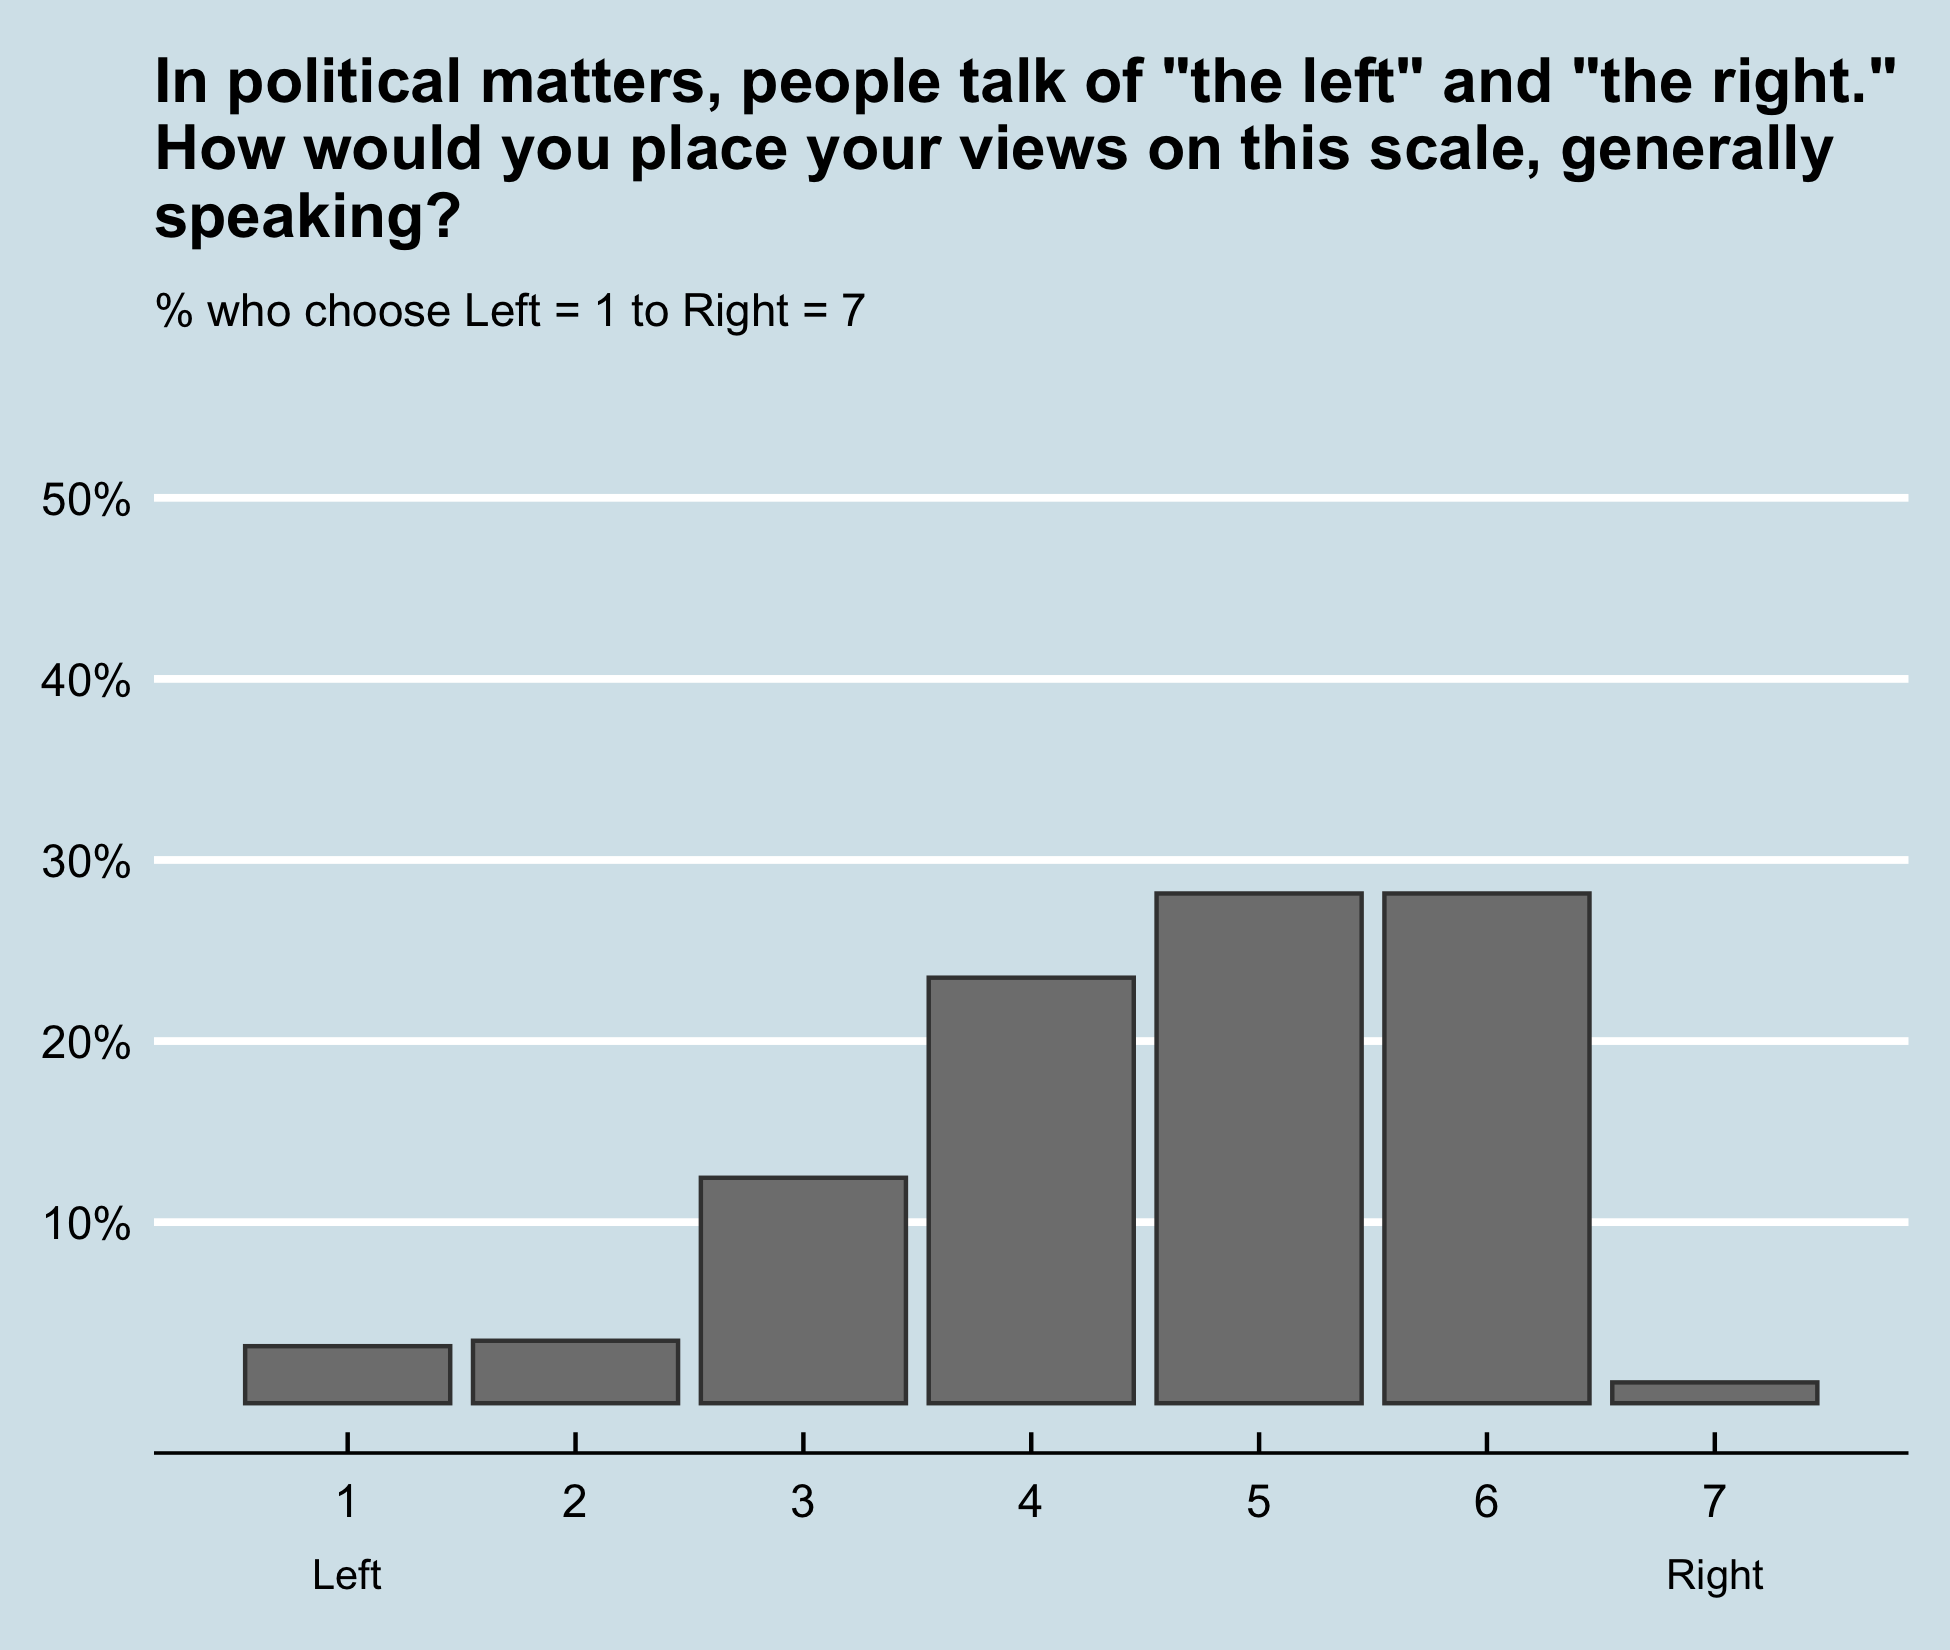 In political matters, people talk of "the left" and "the right."
How would you place your views on this scale, generally
speaking?
% who choose Left = 1 to Right = 7
50%
40%
30%
20%
10%
1 2 3 4 5 6 7
Left Right